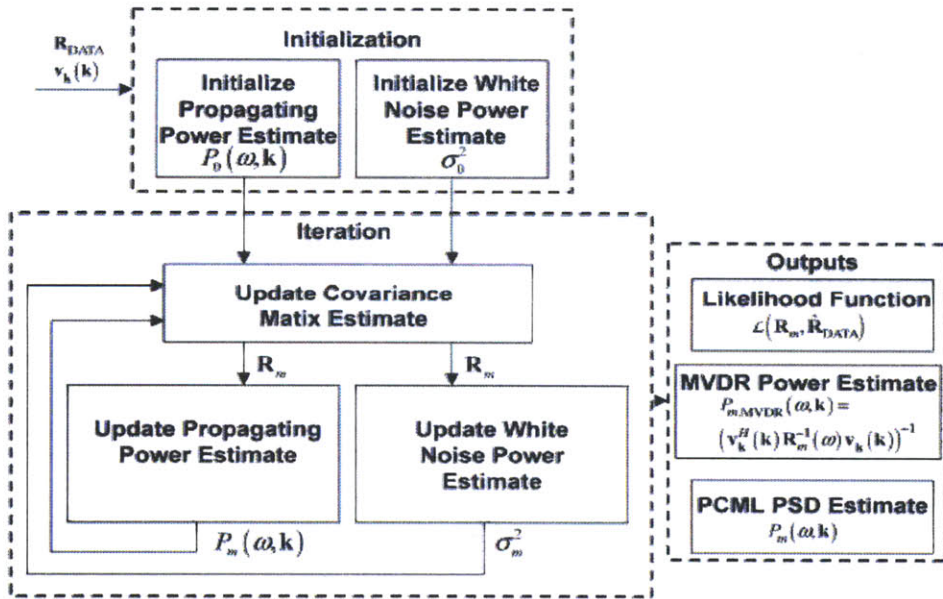 R_DATA
v_k(k)
Initialization
Initialize
Propagating
Power Estimate
P_0(ω,k)
Initialize White
Noise Power
Estimate
σ_0^2
Iteration
Update Covariance
Matix Estimate
R_m
R_m
Update Propagating
Power Estimate
Update White
Noise Power
Estimate
P_m(ω,k)
σ_m^2
Outputs
Likelihood Function
ℒ(R_m, R̂_DATA)
MVDR Power Estimate
P_m,MVDR(ω,k) =
(v_k^H(k) R_m^-1(ω) v_k(k))^-1
PCML PSD Estimate
P_m(ω,k)